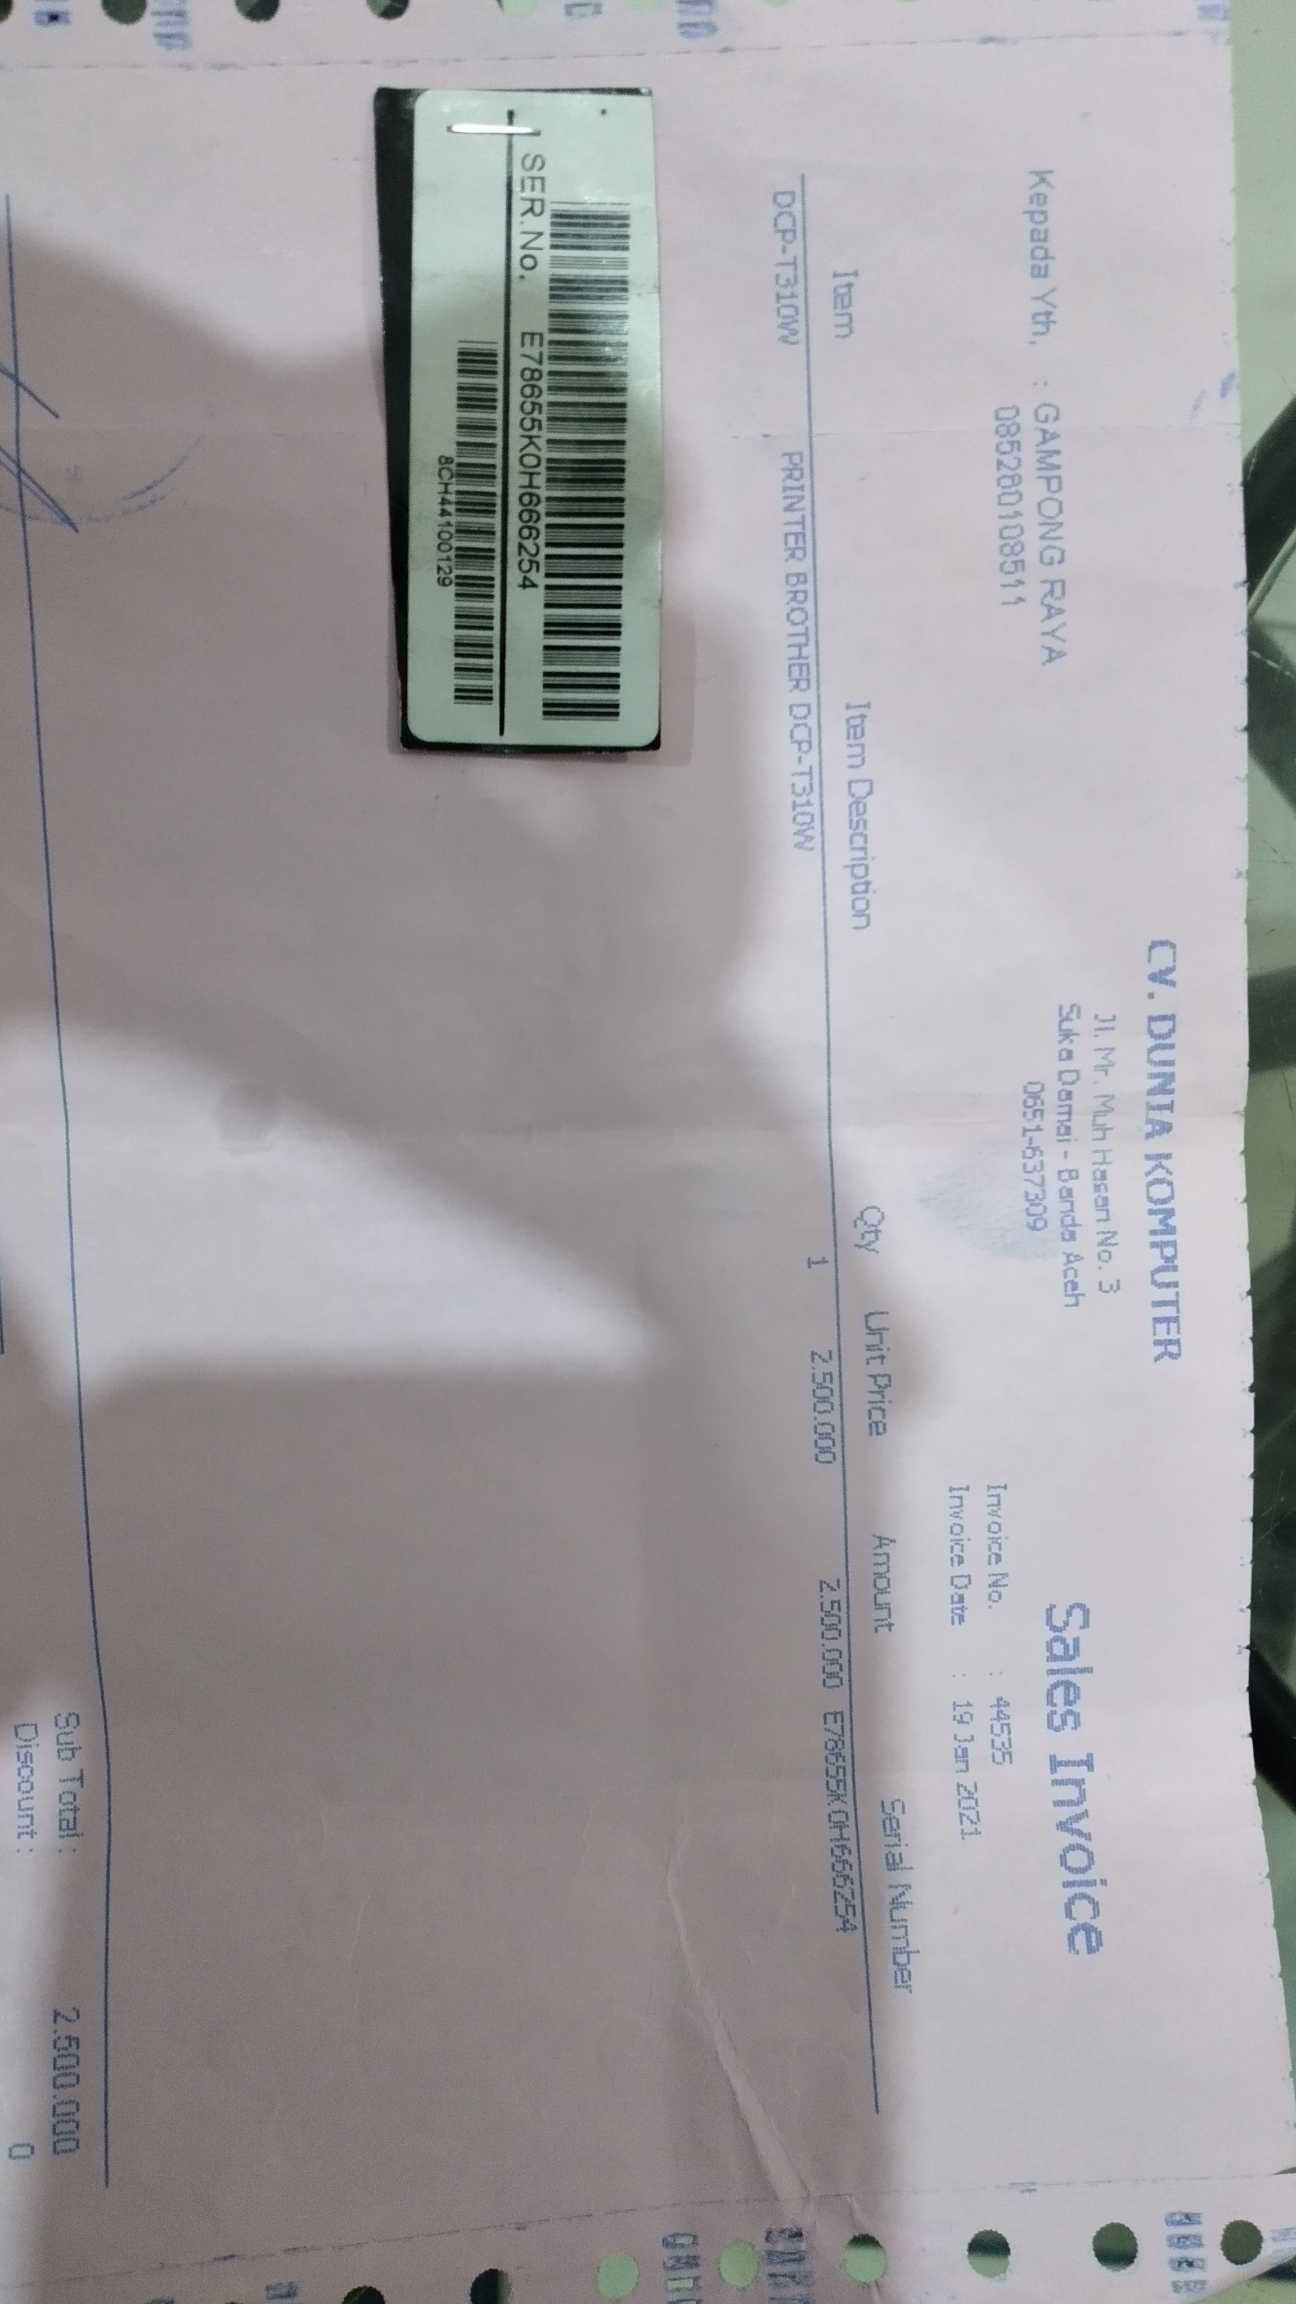 CV. DUNIA KOMPUTER
Jl. Mr. Muh Hasan No. 3
Suka Damai - Banda Aceh
0651-637309
Sales Invoice
Kepada Yth, : GAMPONG RAYA
085280108511
Invoice No. : 44535
Invoice Date : 19 Jan 2021
Item Item Description Qty Unit Price Amount Serial Number
DCP-T310W PRINTER BROTHER DCP-T310W 1 2.500.000 2.500.000 E78655K0H666254
SER.No. E78655K0H666254
8CH44100129
Sub Total : 2.500.000
Discount : 0